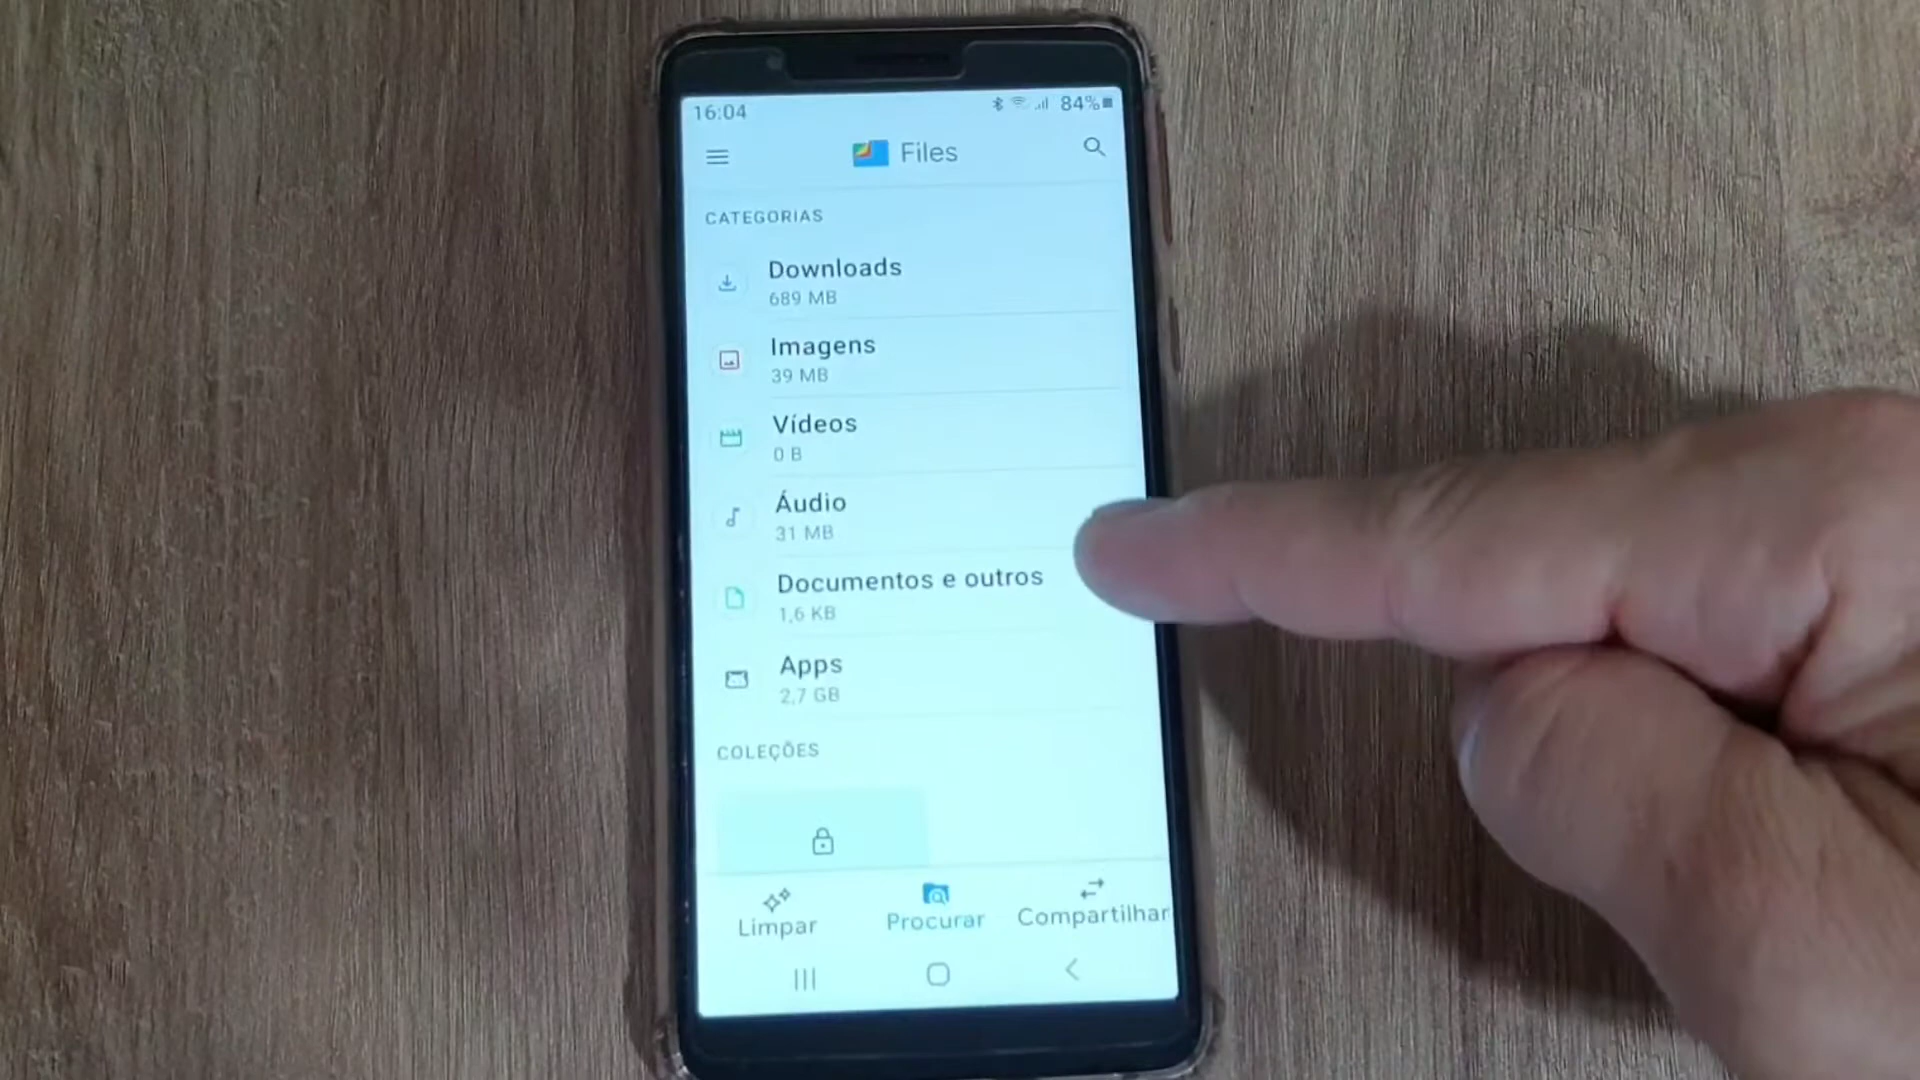 16:04
84%
Files
CATEGORIAS
Downloads
689 MB
Imagens
39 MB
Vídeos
0 B
Áudio
31 MB
Documentos e outros
1,6 KB
Apps
2,7 GB
COLEÇÕES
Limpar
Procurar
Compartilhar